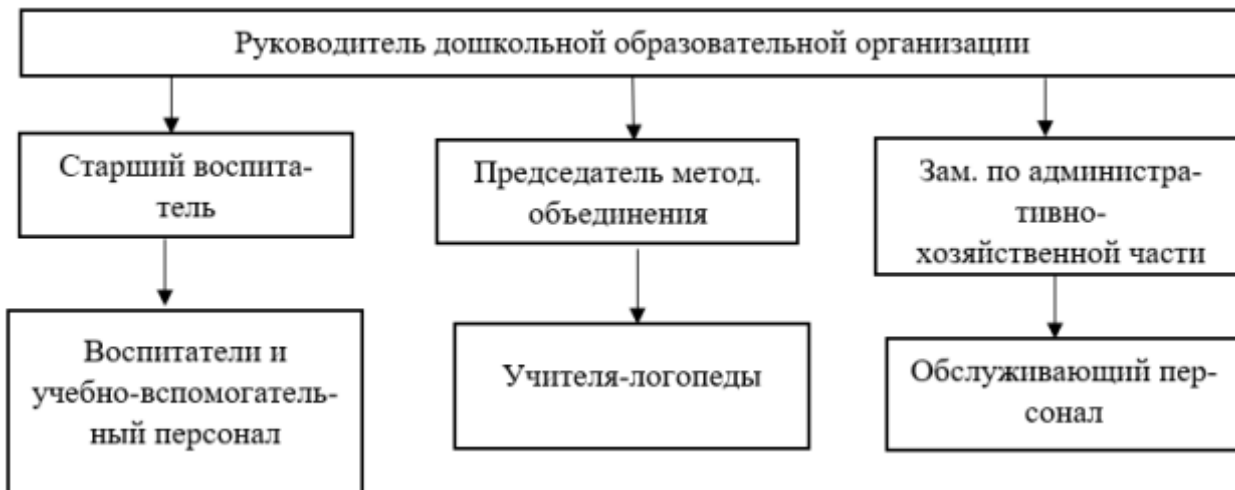 Руководитель дошкольной образовательной организации
Старший воспита-
тель
Председатель метод.
объединения
Зам. по администра-
тивно-
хозяйственной части
Воспитатели и
учебно-вспомогатель-
ный персонал
Учителя-логопеды
Обслуживающий пер-
сонал